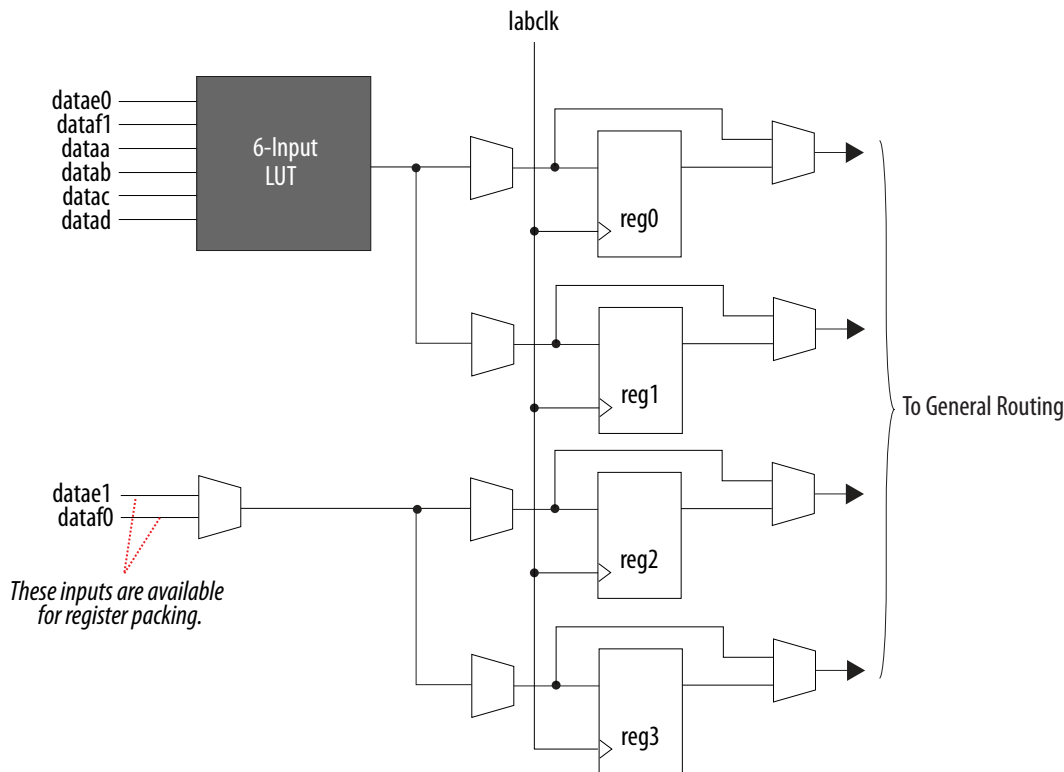 labclk
datae0
dataf1
dataa
datab
datac
datad
6-Input
LUT
reg0
reg1
To General Routing
datae1
dataf0
These inputs are available
for register packing.
reg2
reg3